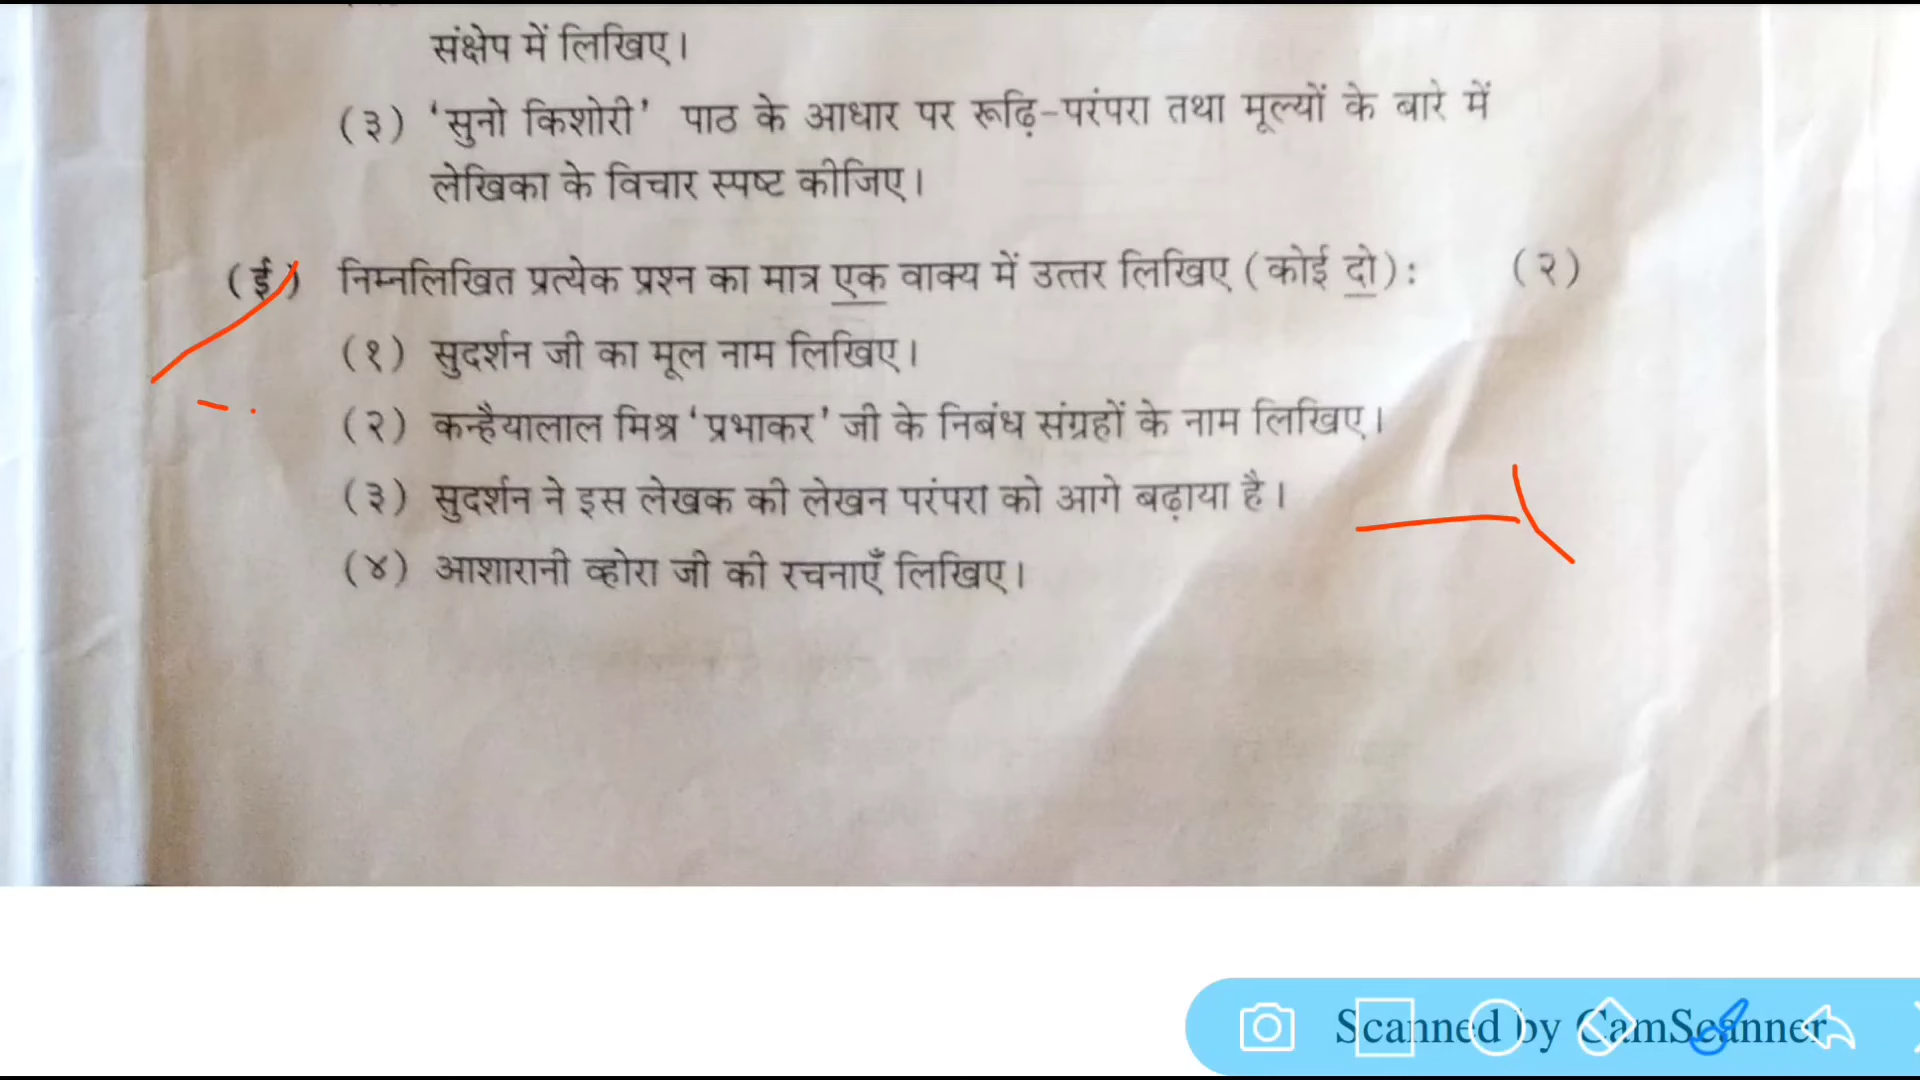 संक्षेप में लिखिए।
(३) ‘सुनो किशोरी’ पाठ के आधार पर रूढ़ि-परंपरा तथा मूल्यों के बारे में
लेखिका के विचार स्पष्ट कीजिए।
(ई) निम्नलिखित प्रत्येक प्रश्न का मात्र एक वाक्य में उत्तर लिखिए (कोई दो): (२)
(१) सुदर्शन जी का मूल नाम लिखिए।
(२) कन्हैयालाल मिश्र ‘प्रभाकर’ जी के निबंध संग्रहों के नाम लिखिए।
(३) सुदर्शन ने इस लेखक की लेखन परंपरा को आगे बढ़ाया है।
(४) आशारानी व्होरा जी की रचनाएँ लिखिए।
Scanned by CamScanner